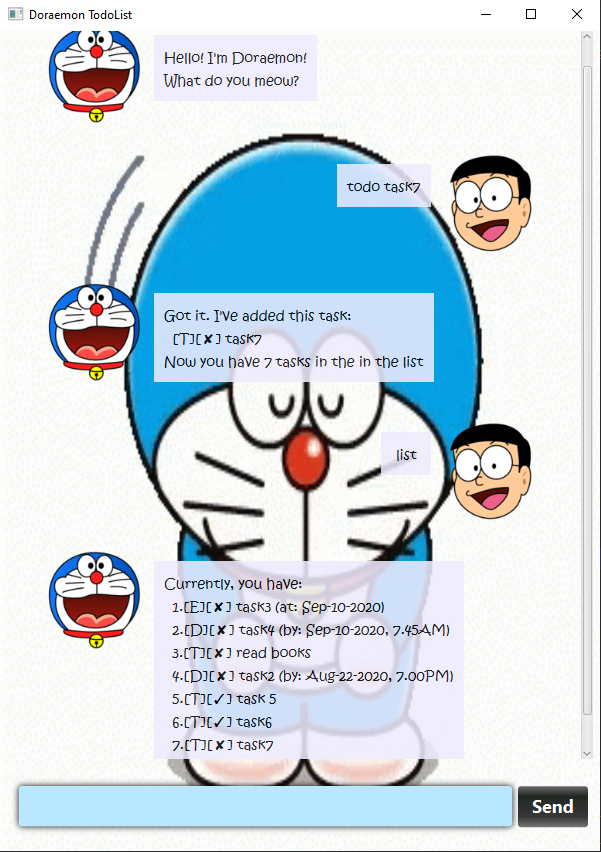 Doraemon TodoList
Hello! I'm Doraemon!
What do you meow?
todo task7
Got it. I've added this task:
[T][✘] task7
Now you have 7 tasks in the in the list
list
Currently, you have:
1.[E][✘] task3 (at: Sep-10-2020)
2.[D][✘] task4 (by: Sep-10-2020, 7.45AM)
3.[T][✘] read books
4.[D][✘] task2 (by: Aug-22-2020, 7.00PM)
5.[T][✓] task 5
6.[T][✓] task6
7.[T][✘] task7
Send